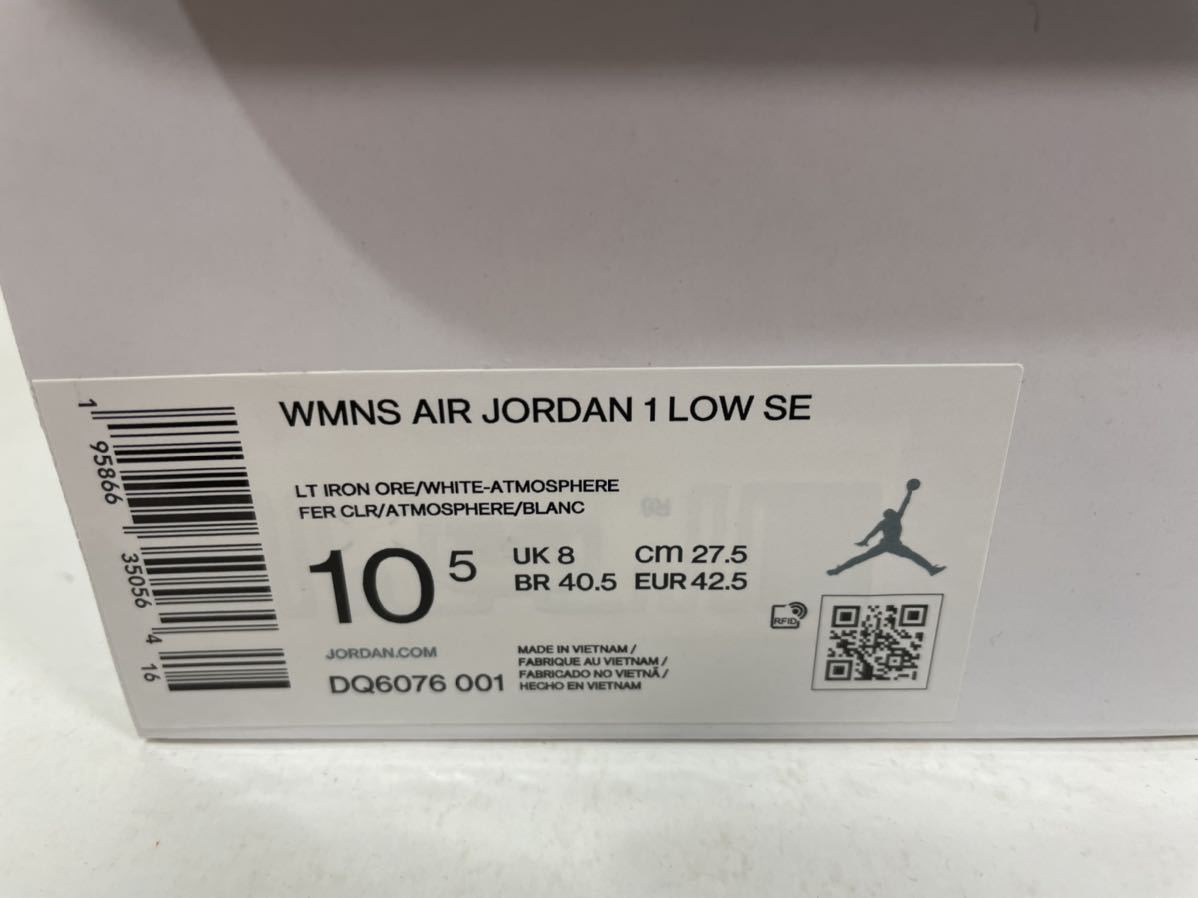 WMNS AIR JORDAN 1 LOW SE
LT IRON ORE/WHITE-ATMOSPHERE
FER CLR/ATMOSPHERE/BLANC
10 5
UK 8 cm 27.5
BR 40.5 EUR 42.5
JORDAN.COM
DQ6076 001
MADE IN VIETNAM /
FABRIQUE AU VIETNAM /
FABRICADO NO VIETNÃ /
HECHO EN VIETNAM
RFID
1 95866 35056 4 16